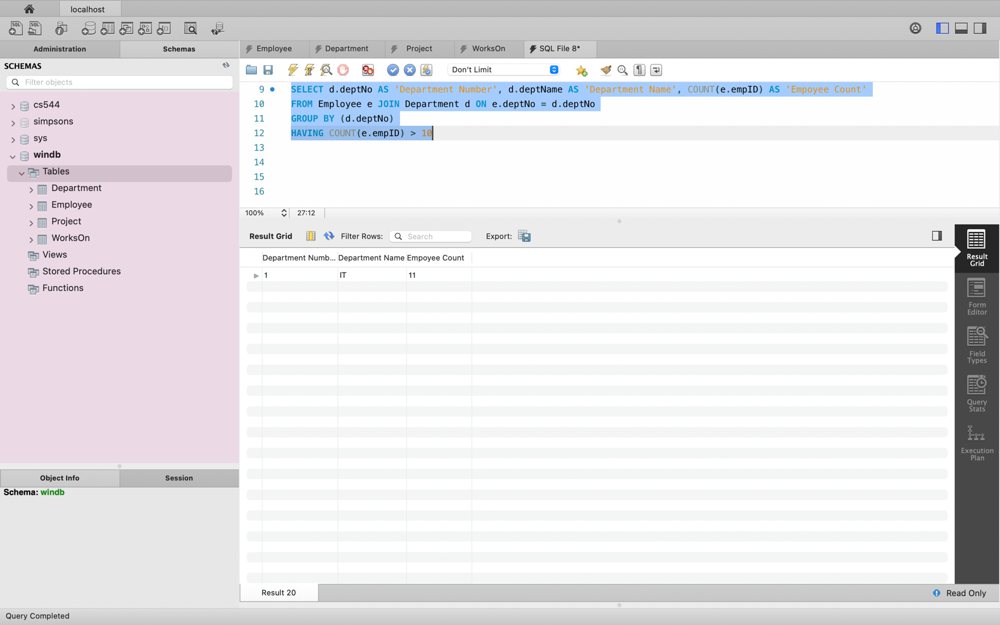 localhost
SQL
SQL
Administration
Schemas
Employee
Department
Project
WorksOn
SQL File 8*
SCHEMAS
Filter objects
Don't Limit
cs544
simpsons
sys
windb
Tables
Department
Employee
Project
WorksOn
Views
Stored Procedures
Functions
9 SELECT d.deptNo AS 'Department Number', d.deptName AS 'Department Name', COUNT(e.empID) AS 'Empoyee Count'
10 FROM Employee e JOIN Department d ON e.deptNo = d.deptNo
11 GROUP BY (d.deptNo)
12 HAVING COUNT(e.empID) > 10
13
14
15
16
100%
27:12
Result Grid
Filter Rows:
Search
Export:
Department Numb... Department Name Empoyee Count
1 IT 11
Result
Grid
Form
Editor
Field
Types
Query
Stats
Execution
Plan
Object Info
Session
Schema: windb
Result 20
Read Only
Query Completed